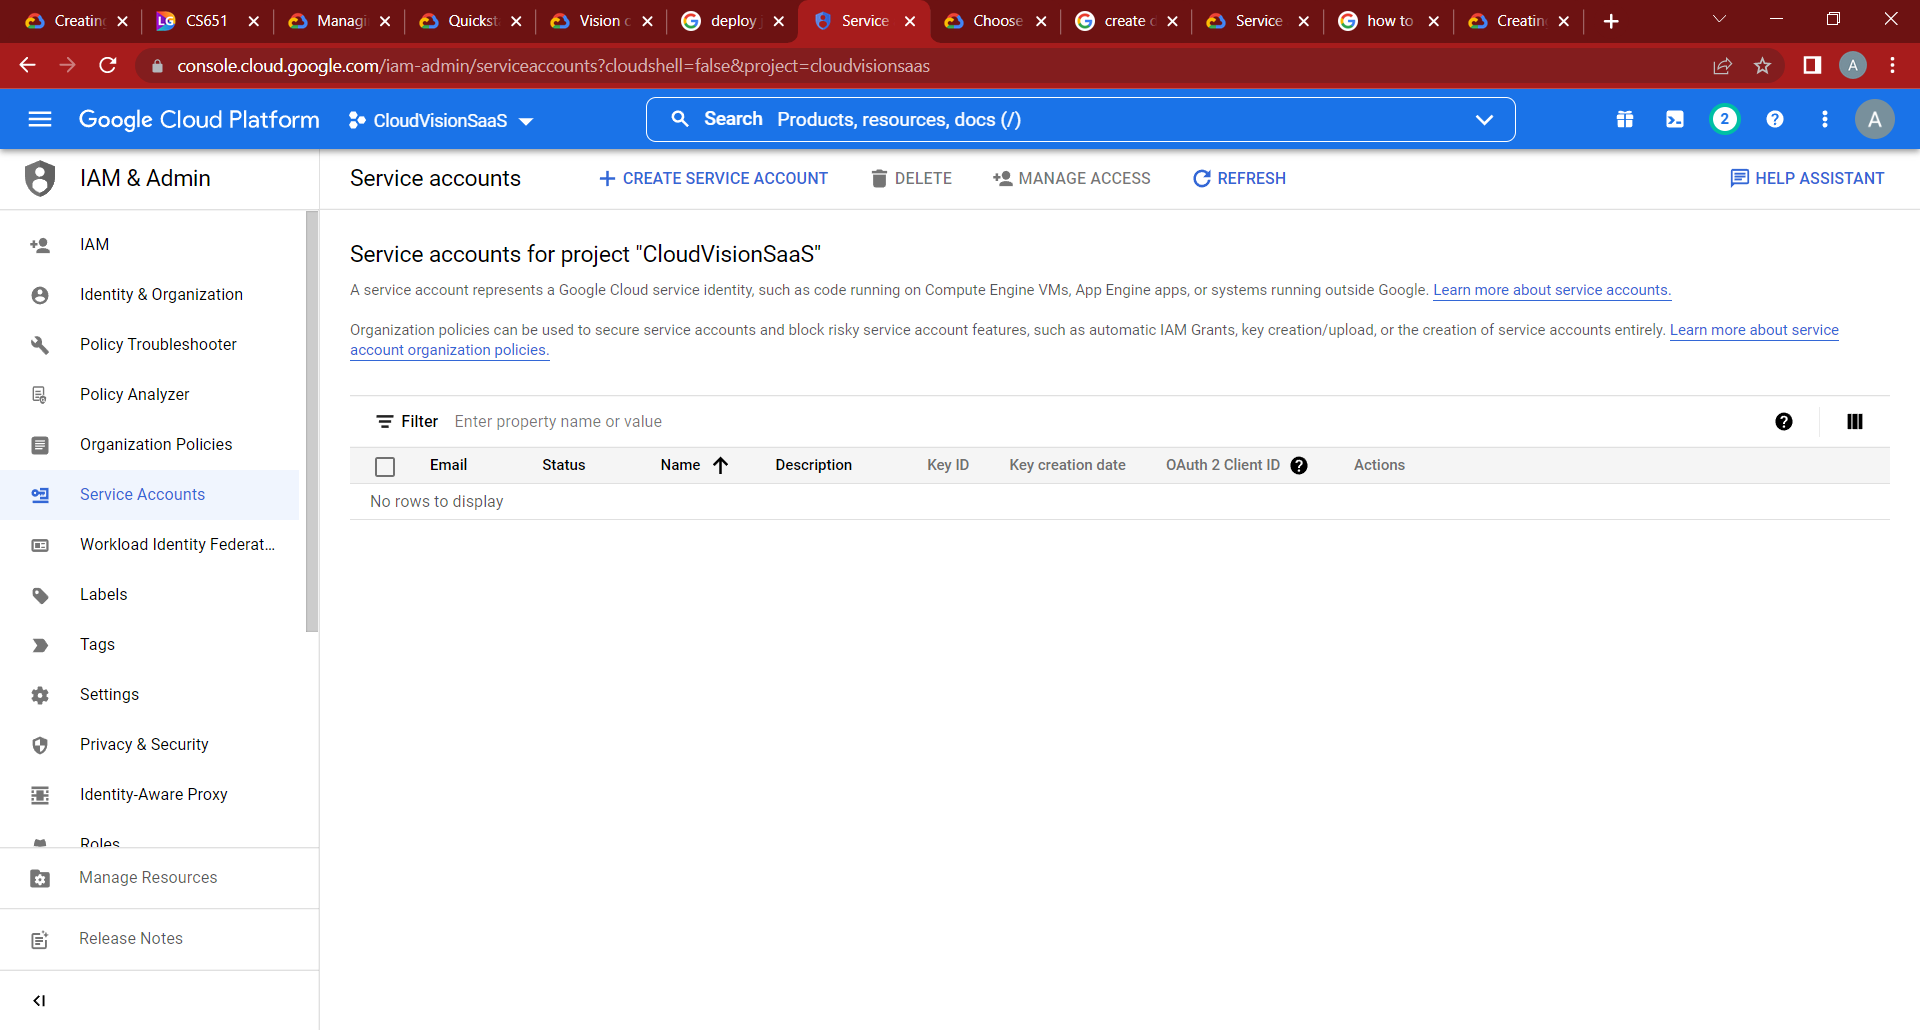 Creating
CS651
Managi
Quickst
Vision c
deploy j
Service
Choose
create c
Service
how to
Creatin
console.cloud.google.com/iam-admin/serviceaccounts?cloudshell=false&project=cloudvisionsaas
A
Google Cloud Platform
CloudVisionSaaS
Search Products, resources, docs (/)
2
A
IAM & Admin
Service accounts
CREATE SERVICE ACCOUNT
DELETE
MANAGE ACCESS
REFRESH
HELP ASSISTANT
IAM
Identity & Organization
Policy Troubleshooter
Policy Analyzer
Organization Policies
Service Accounts
Workload Identity Federat...
Labels
Tags
Settings
Privacy & Security
Identity-Aware Proxy
Roles
Manage Resources
Release Notes
Service accounts for project "CloudVisionSaaS"
A service account represents a Google Cloud service identity, such as code running on Compute Engine VMs, App Engine apps, or systems running outside Google. Learn more about service accounts.
Organization policies can be used to secure service accounts and block risky service account features, such as automatic IAM Grants, key creation/upload, or the creation of service accounts entirely. Learn more about service
account organization policies.
Filter Enter property name or value
Email Status Name Description Key ID Key creation date OAuth 2 Client ID Actions
No rows to display